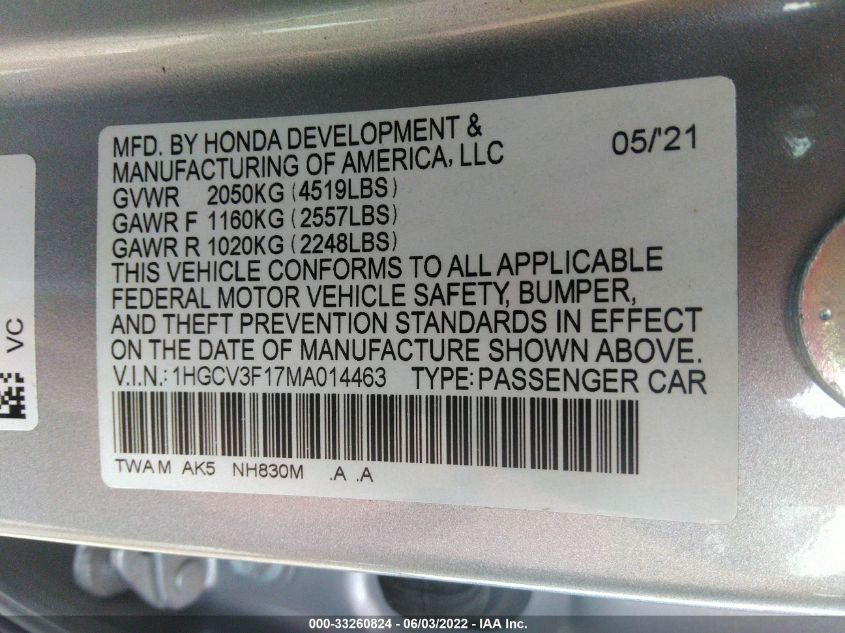 MFD. BY HONDA DEVELOPMENT & 05/'21
MANUFACTURING OF AMERICA, LLC
GVWR 2050KG (4519LBS)
GAWR F 1160KG (2557LBS)
GAWR R 1020KG (2248LBS)
THIS VEHICLE CONFORMS TO ALL APPLICABLE
FEDERAL MOTOR VEHICLE SAFETY, BUMPER,
AND THEFT PREVENTION STANDARDS IN EFFECT
ON THE DATE OF MANUFACTURE SHOWN ABOVE.
V.I.N.: 1HGCV3F17MA014463 TYPE: PASSENGER CAR
TWA M AK5 NH830M .A .A
VC
000-33260824 - 06/03/2022 - IAA Inc.